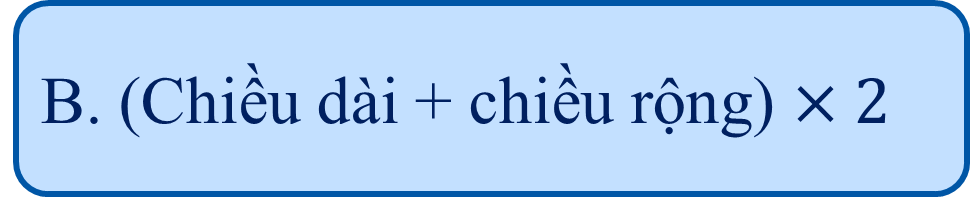 B. (Chiều dài + chiều rộng) × 2